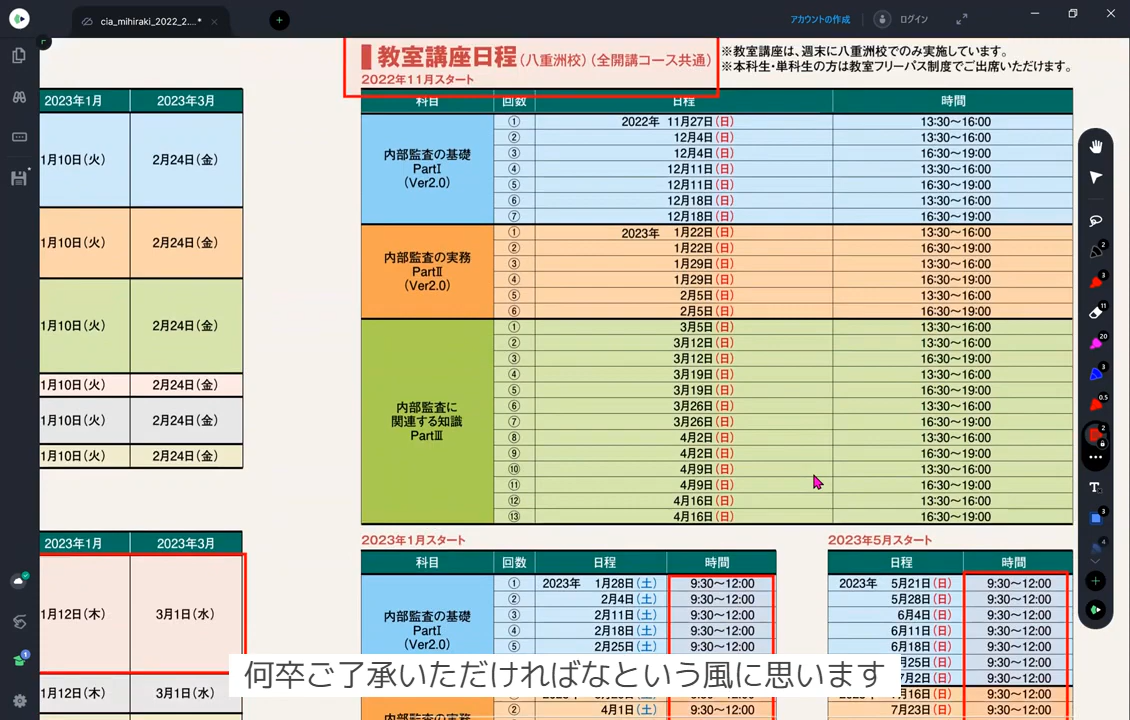 cia_mihiraki_2022_2....*
アカウントの作成
ログイン
教室講座日程(八重洲校)(全開講コース共通)
※教室講座は、週末に八重洲校でのみ実施しています。
※本科生・単科生の方は教室フリーパス制度でご出席いただけます。
2022年11月スタート
2023年1月 2023年3月
1月10日(火) 2月24日(金)
1月10日(火) 2月24日(金)
1月10日(火) 2月24日(金)
1月10日(火) 2月24日(金)
1月10日(火) 2月24日(金)
1月10日(火) 2月24日(金)
科目 回数 日程 時間
内部監査の基礎
PartⅠ
(Ver2.0)
① 2022年 11月27日(日) 13:30〜16:00
② 12月4日(日) 13:30〜16:00
③ 12月4日(日) 16:30〜19:00
④ 12月11日(日) 13:30〜16:00
⑤ 12月11日(日) 16:30〜19:00
⑥ 12月18日(日) 13:30〜16:00
⑦ 12月18日(日) 16:30〜19:00
内部監査の実務
PartⅡ
(Ver2.0)
① 2023年 1月22日(日) 13:30〜16:00
② 1月22日(日) 16:30〜19:00
③ 1月29日(日) 13:30〜16:00
④ 1月29日(日) 16:30〜19:00
⑤ 2月5日(日) 13:30〜16:00
⑥ 2月5日(日) 16:30〜19:00
内部監査に
関連する知識
PartⅢ
① 3月5日(日) 13:30〜16:00
② 3月12日(日) 13:30〜16:00
③ 3月12日(日) 16:30〜19:00
④ 3月19日(日) 13:30〜16:00
⑤ 3月19日(日) 16:30〜19:00
⑥ 3月26日(日) 13:30〜16:00
⑦ 3月26日(日) 16:30〜19:00
⑧ 4月2日(日) 13:30〜16:00
⑨ 4月2日(日) 16:30〜19:00
⑩ 4月9日(日) 13:30〜16:00
⑪ 4月9日(日) 16:30〜19:00
⑫ 4月16日(日) 13:30〜16:00
⑬ 4月16日(日) 16:30〜19:00
2023年1月 2023年3月
1月12日(木) 3月1日(水)
1月12日(木) 3月1日(水)
2023年1月スタート
科目 回数 日程 時間
内部監査の基礎
PartⅠ
(Ver2.0)
① 2023年 1月28日(土) 9:30〜12:00
② 2月4日(土) 9:30〜12:00
③ 2月11日(土) 9:30〜12:00
④ 2月18日(土) 9:30〜12:00
⑤ 2月25日(土) 9:30〜12:00
内部監査の実務
② 4月1日(土) 9:30〜12:00
2023年5月スタート
日程 時間
2023年 5月21日(日) 9:30〜12:00
5月28日(日) 9:30〜12:00
6月4日(日) 9:30〜12:00
6月11日(日) 9:30〜12:00
6月18日(日) 9:30〜12:00
月25日(日) 9:30〜12:00
7月2日(日) 9:30〜12:00
月16日(日) 9:30〜12:00
7月23日(日) 9:30〜12:00
何卒ご了承いただければなという風に思います
2
3
11
20
3
0.5
2
T
3
4
1